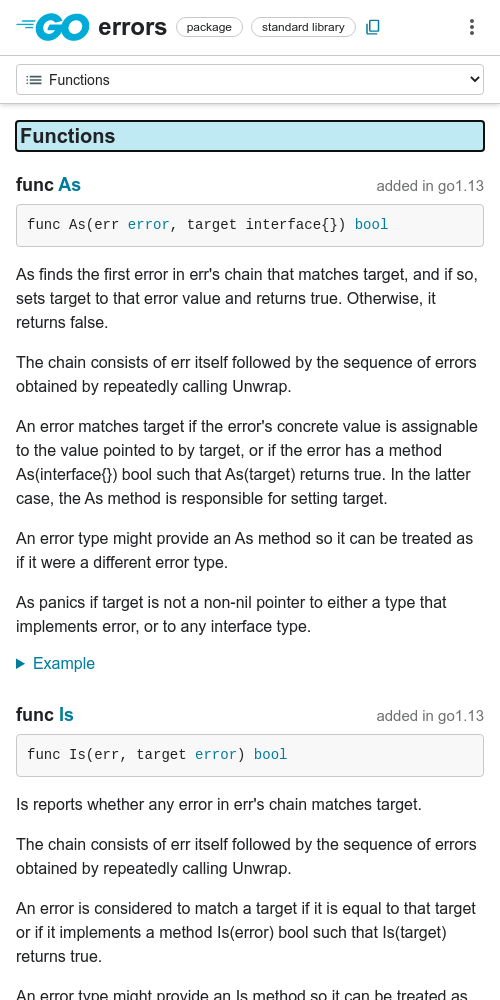 GO errors package standard library
Functions
Functions
func As added in go1.13
func As(err error, target interface{}) bool
As finds the first error in err's chain that matches target, and if so,
sets target to that error value and returns true. Otherwise, it
returns false.
The chain consists of err itself followed by the sequence of errors
obtained by repeatedly calling Unwrap.
An error matches target if the error's concrete value is assignable
to the value pointed to by target, or if the error has a method
As(interface{}) bool such that As(target) returns true. In the latter
case, the As method is responsible for setting target.
An error type might provide an As method so it can be treated as
if it were a different error type.
As panics if target is not a non-nil pointer to either a type that
implements error, or to any interface type.
Example
func Is added in go1.13
func Is(err, target error) bool
Is reports whether any error in err's chain matches target.
The chain consists of err itself followed by the sequence of errors
obtained by repeatedly calling Unwrap.
An error is considered to match a target if it is equal to that target
or if it implements a method Is(error) bool such that Is(target)
returns true.
An error type might provide an Is method so it can be treated as